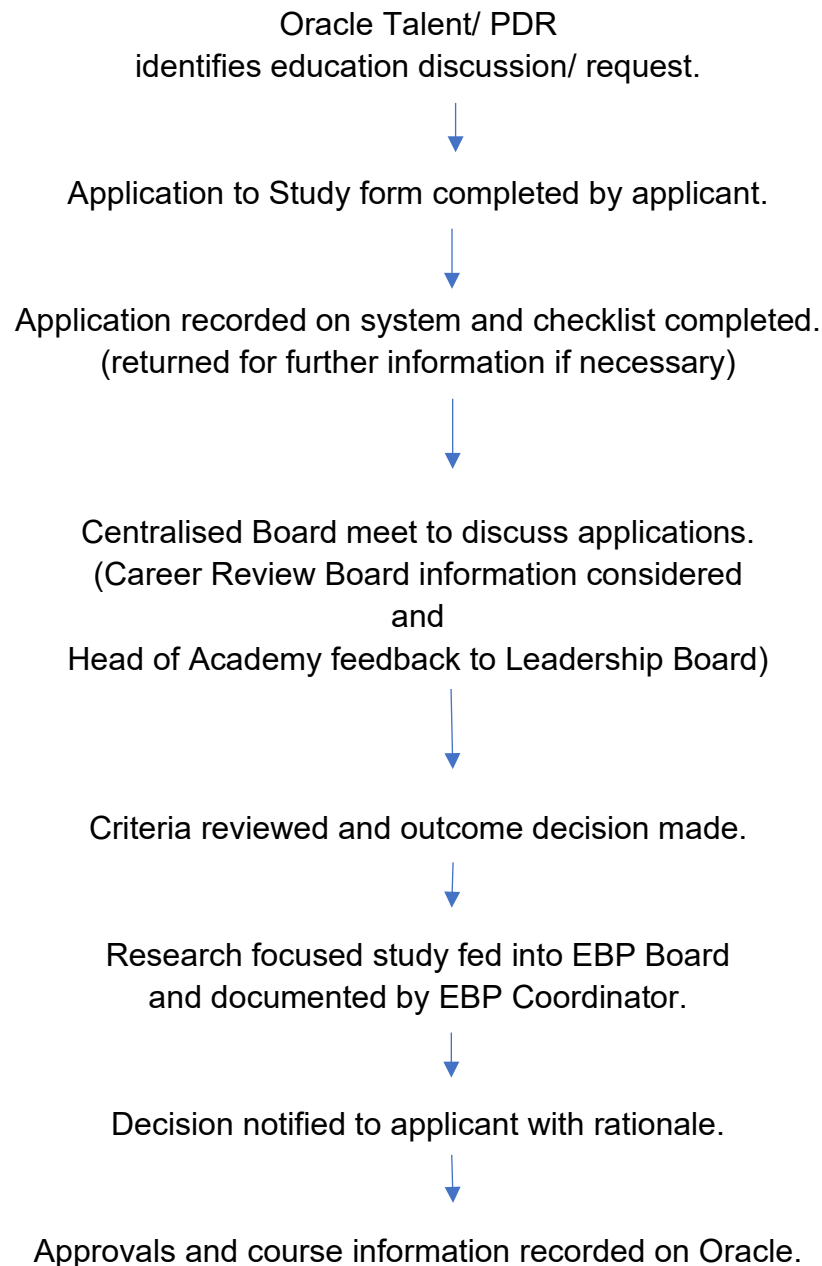 Oracle Talent/ PDR
identifies education discussion/ request.
Application to Study form completed by applicant.
Application recorded on system and checklist completed.
(returned for further information if necessary)
Centralised Board meet to discuss applications.
(Career Review Board information considered
and
Head of Academy feedback to Leadership Board)
Criteria reviewed and outcome decision made.
Research focused study fed into EBP Board
and documented by EBP Coordinator.
Decision notified to applicant with rationale.
Approvals and course information recorded on Oracle.